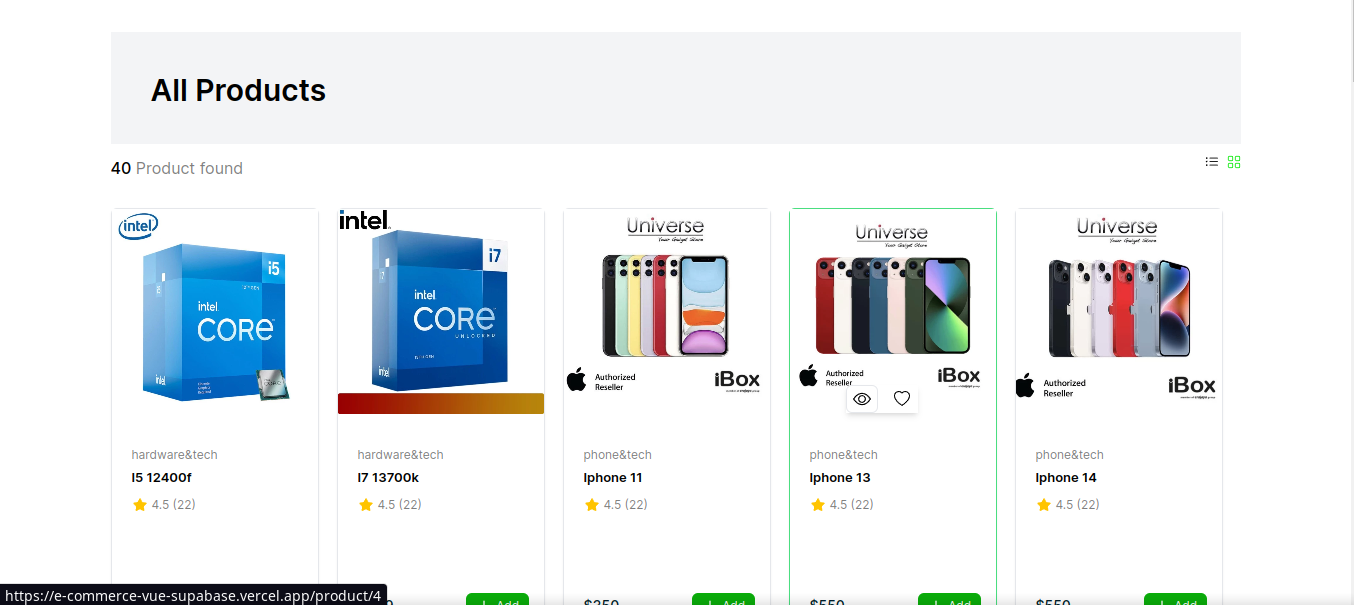 All Products
40 Product found
intel
i5
intel
CORE
intel
hardware&tech
I5 12400f
4.5 (22)
intel
i7
i7
intel
CORE
UNLOCKED
intel
hardware&tech
I7 13700k
4.5 (22)
Add
Universe
Your Gadget Store
Authorized
Reseller
iBox
phone&tech
Iphone 11
4.5 (22)
$350
Add
Universe
Your Gadget Store
Authorized
Reseller
iBox
phone&tech
Iphone 13
4.5 (22)
$550
Add
Universe
Your Gadget Store
Authorized
Reseller
iBox
phone&tech
Iphone 14
4.5 (22)
$550
Add
https://e-commerce-vue-supabase.vercel.app/product/4